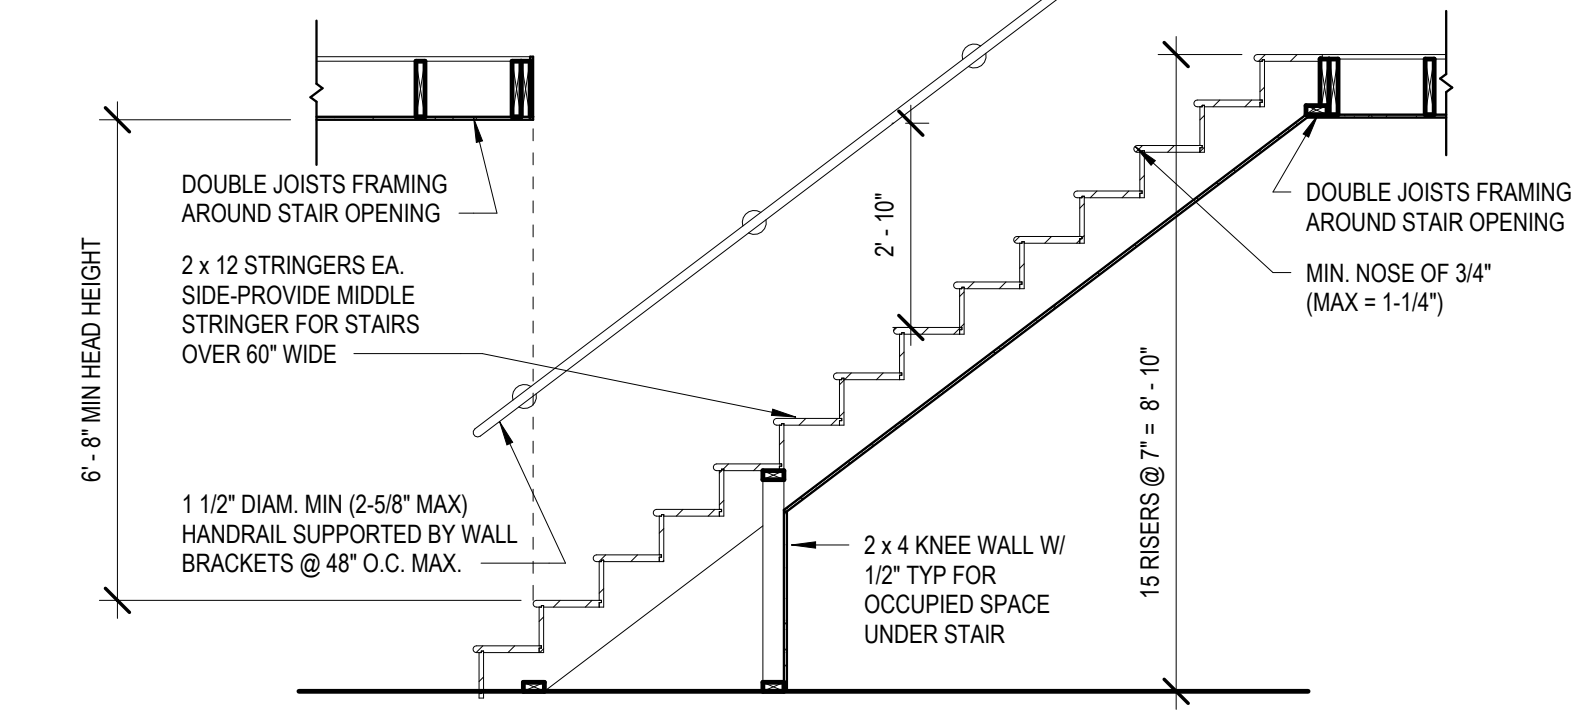 DOUBLE JOISTS FRAMING
AROUND STAIR OPENING
2 x 12 STRINGERS EA.
SIDE-PROVIDE MIDDLE
STRINGER FOR STAIRS
OVER 60" WIDE
6' - 8" MIN HEAD HEIGHT
1 1/2" DIAM. MIN (2-5/8" MAX)
HANDRAIL SUPPORTED BY WALL
BRACKETS @ 48" O.C. MAX.
2' - 10"
2 x 4 KNEE WALL W/
1/2" TYP FOR
OCCUPIED SPACE
UNDER STAIR
15 RISERS @ 7" = 8' - 10"
DOUBLE JOISTS FRAMING
AROUND STAIR OPENING
MIN. NOSE OF 3/4"
(MAX = 1-1/4")